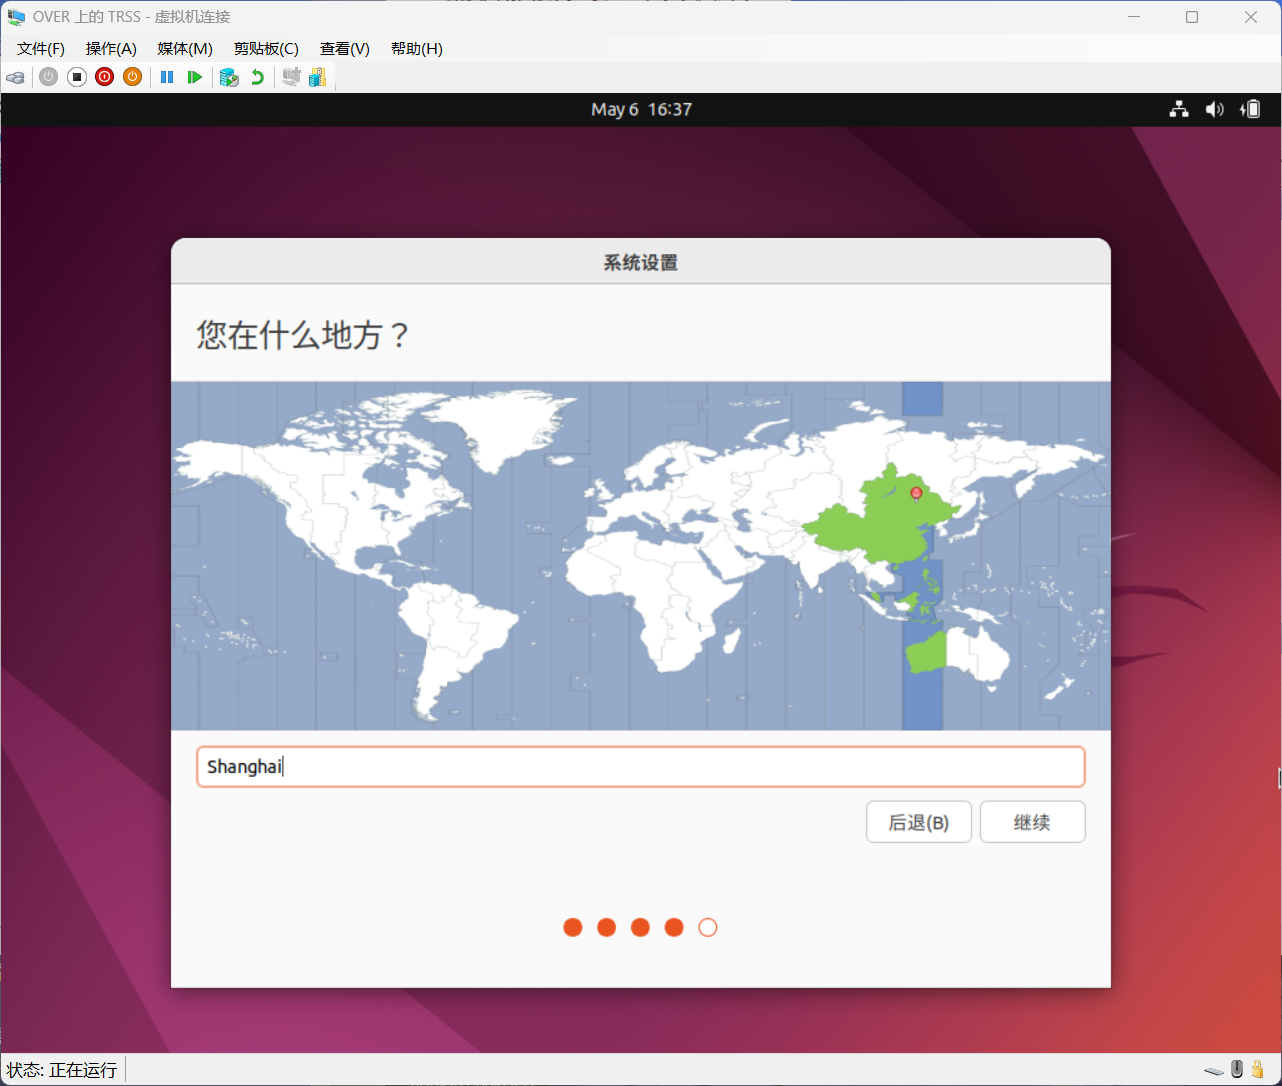 OVER 上的 TRSS - 虚拟机连接
文件(F) 操作(A) 媒体(M) 剪贴板(C) 查看(V) 帮助(H)
May 6 16:37
系统设置
您在什么地方？
Shanghai
后退(B) 继续
状态: 正在运行